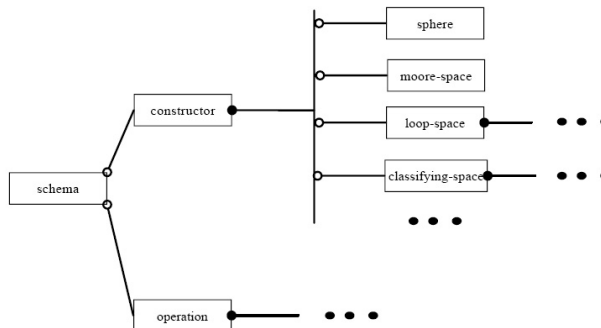 sphere
moore-space
constructor
loop-space
schema
classifying-space
operation